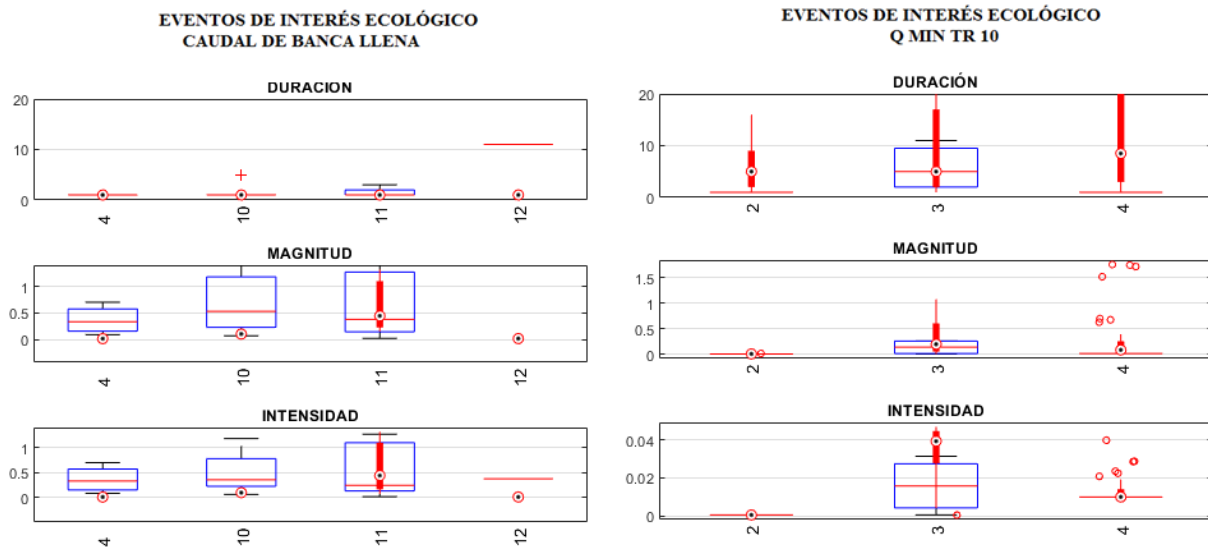 EVENTOS DE INTERÉS ECOLÓGICO
CAUDAL DE BANCA LLENA
DURACION
20
10
0
4 10 11 12
MAGNITUD
1
0.5
0
4 10 11 12
INTENSIDAD
1
0.5
0
4 10 11 12
EVENTOS DE INTERÉS ECOLÓGICO
Q MIN TR 10
DURACIÓN
20
10
0
2 3 4
MAGNITUD
1.5
1
0.5
0
2 3 4
INTENSIDAD
0.04
0.02
0
2 3 4